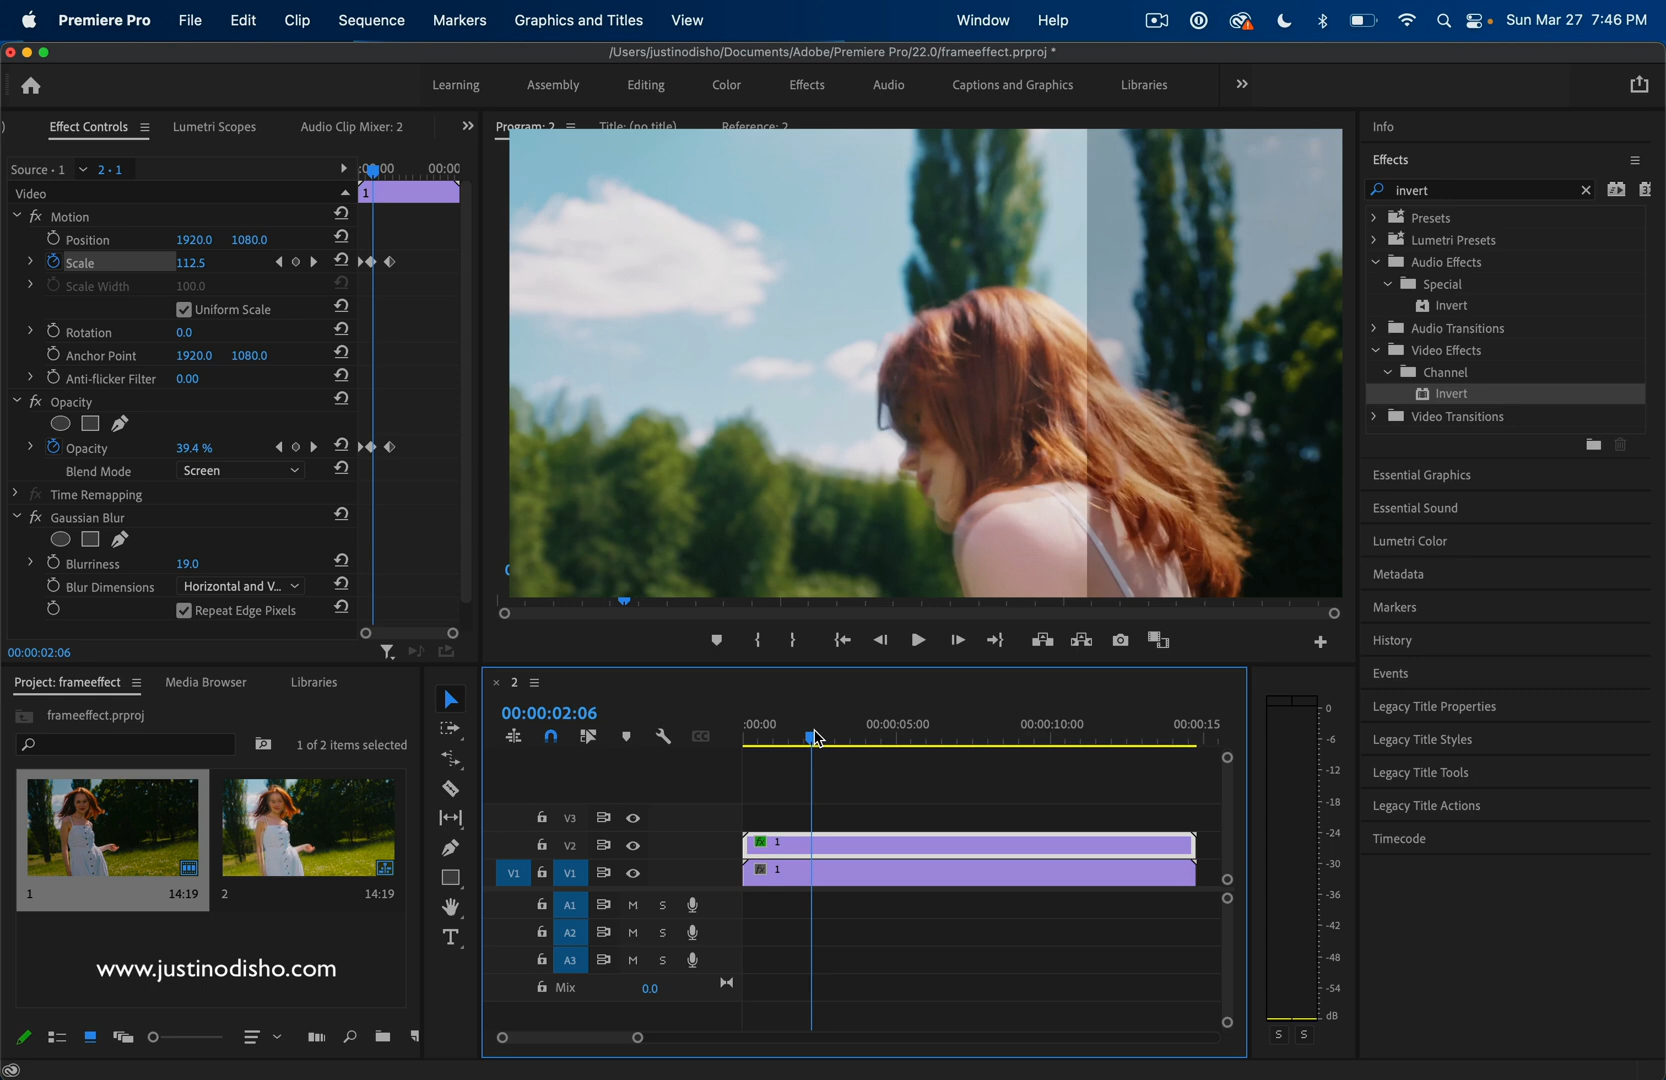 Premiere Pro File Edit Clip Sequence Markers Graphics and Titles View Window Help Sun Mar 27 7:46 PM
/Users/justinodisho/Documents/Adobe/Premiere Pro/22.0/frameeffect.prproj *
Learning Assembly Editing Color Effects Audio Captions and Graphics Libraries
Effect Controls Lumetri Scopes Audio Clip Mixer: 2
Source • 1 2 • 1
00:00
Video 1
Motion
Position 1920.0 1080.0
Scale 112.5
Scale Width 100.0
Uniform Scale
Rotation 0.0
Anchor Point 1920.0 1080.0
Anti-flicker Filter 0.00
fx Opacity
Opacity 39.4 %
Blend Mode Screen
fx Time Remapping
fx Gaussian Blur
Blurriness 19.0
Blur Dimensions Horizontal and V...
Repeat Edge Pixels
00:00:02:06
Program: 2 Title: (no title) Reference: 2
Info
Effects
invert
Presets
Lumetri Presets
Audio Effects
Special
Invert
Audio Transitions
Video Effects
Channel
Invert
Video Transitions
Essential Graphics
Essential Sound
Lumetri Color
Metadata
Markers
History
Events
Legacy Title Properties
Legacy Title Styles
Legacy Title Tools
Legacy Title Actions
Timecode
Project: frameeffect Media Browser Libraries
frameeffect.prproj
1 of 2 items selected
1 14:19 2 14:19
www.justinodisho.com
2
00:00:02:06
:00:00 00:00:05:00 00:00:10:00 00:00:15
V3
V2 fx 1
V1 V1 fx 1
A1 M S
A2 M S
A3 M S
Mix 0.0
0
-6
-12
-18
-24
-30
-36
-42
-48
-54
dB
S S